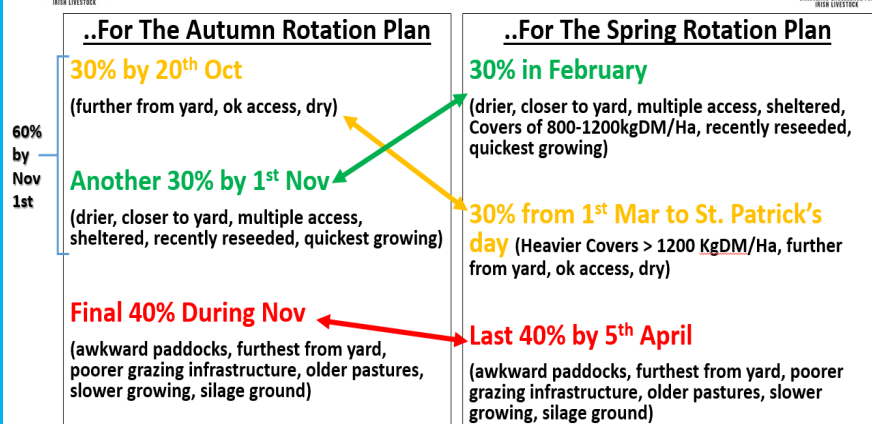 IRISH LIVESTOCK
IRISH LIVESTOCK
..For The Autumn Rotation Plan
30% by 20th Oct
(further from yard, ok access, dry)
60%
by
Nov
1st
Another 30% by 1st Nov
(drier, closer to yard, multiple access,
sheltered, recently reseeded, quickest growing)
Final 40% During Nov
(awkward paddocks, furthest from yard,
poorer grazing infrastructure, older pastures,
slower growing, silage ground)
..For The Spring Rotation Plan
30% in February
(drier, closer to yard, multiple access, sheltered,
Covers of 800-1200kgDM/Ha, recently reseeded,
quickest growing)
30% from 1st Mar to St. Patrick's
day (Heavier Covers > 1200 KgDM/Ha, further
from yard, ok access, dry)
Last 40% by 5th April
(awkward paddocks, furthest from yard, poorer
grazing infrastructure, older pastures, slower
growing, silage ground)